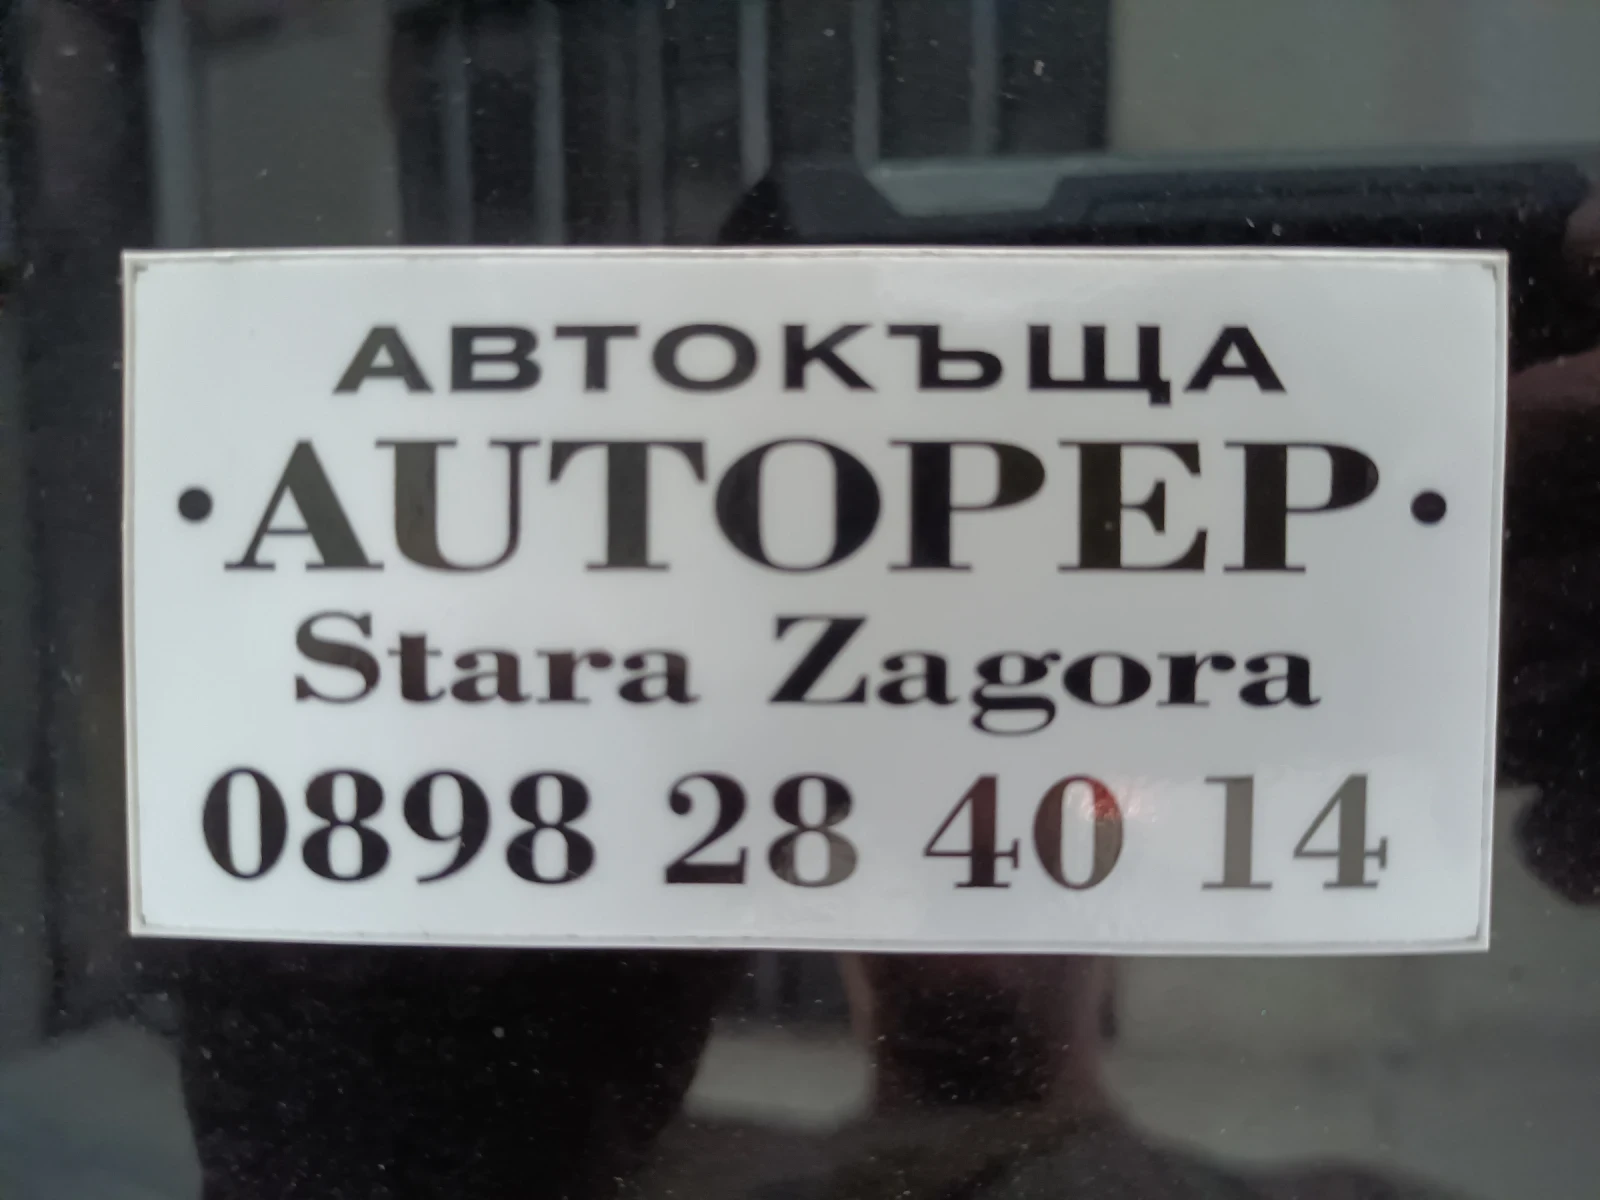 АВТОКЪЩА
·AUTOPEP·
Stara Zagora
0898 28 40 14